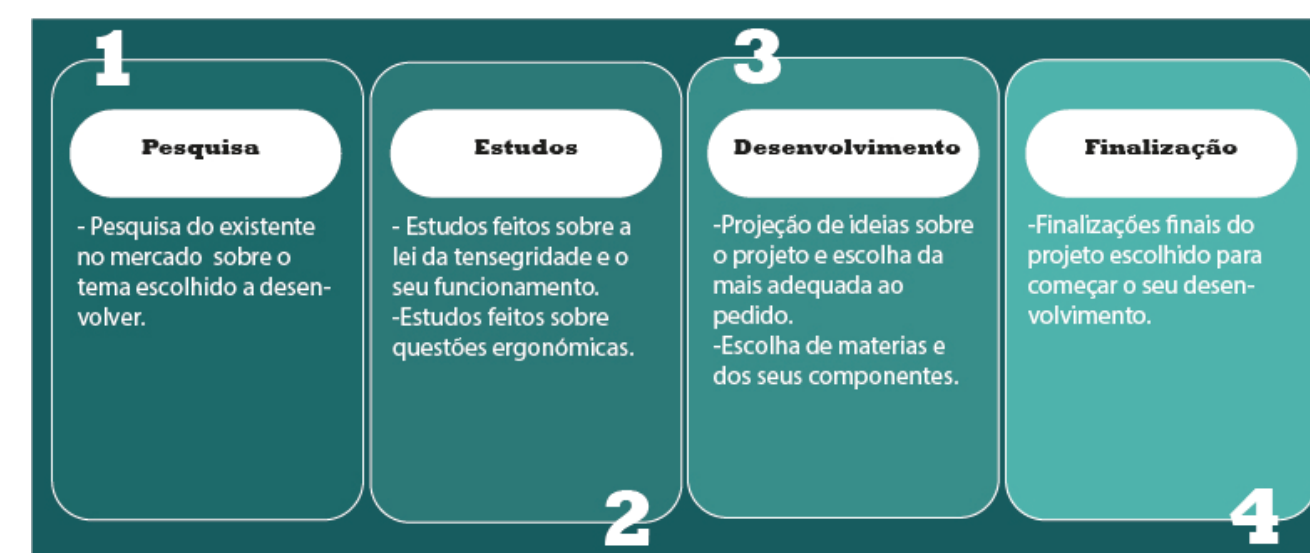 1
Pesquisa
- Pesquisa do existente
no mercado sobre o
tema escolhido a desen-
volver.
Estudos
- Estudos feitos sobre a
lei da tensegridade e o
seu funcionamento.
-Estudos feitos sobre
questões ergonómicas.
2
3
Desenvolvimento
-Projeção de ideias sobre
o projeto e escolha da
mais adequada ao
pedido.
-Escolha de materias e
dos seus componentes.
Finalização
-Finalizações finais do
projeto escolhido para
começar o seu desen-
volvimento.
4